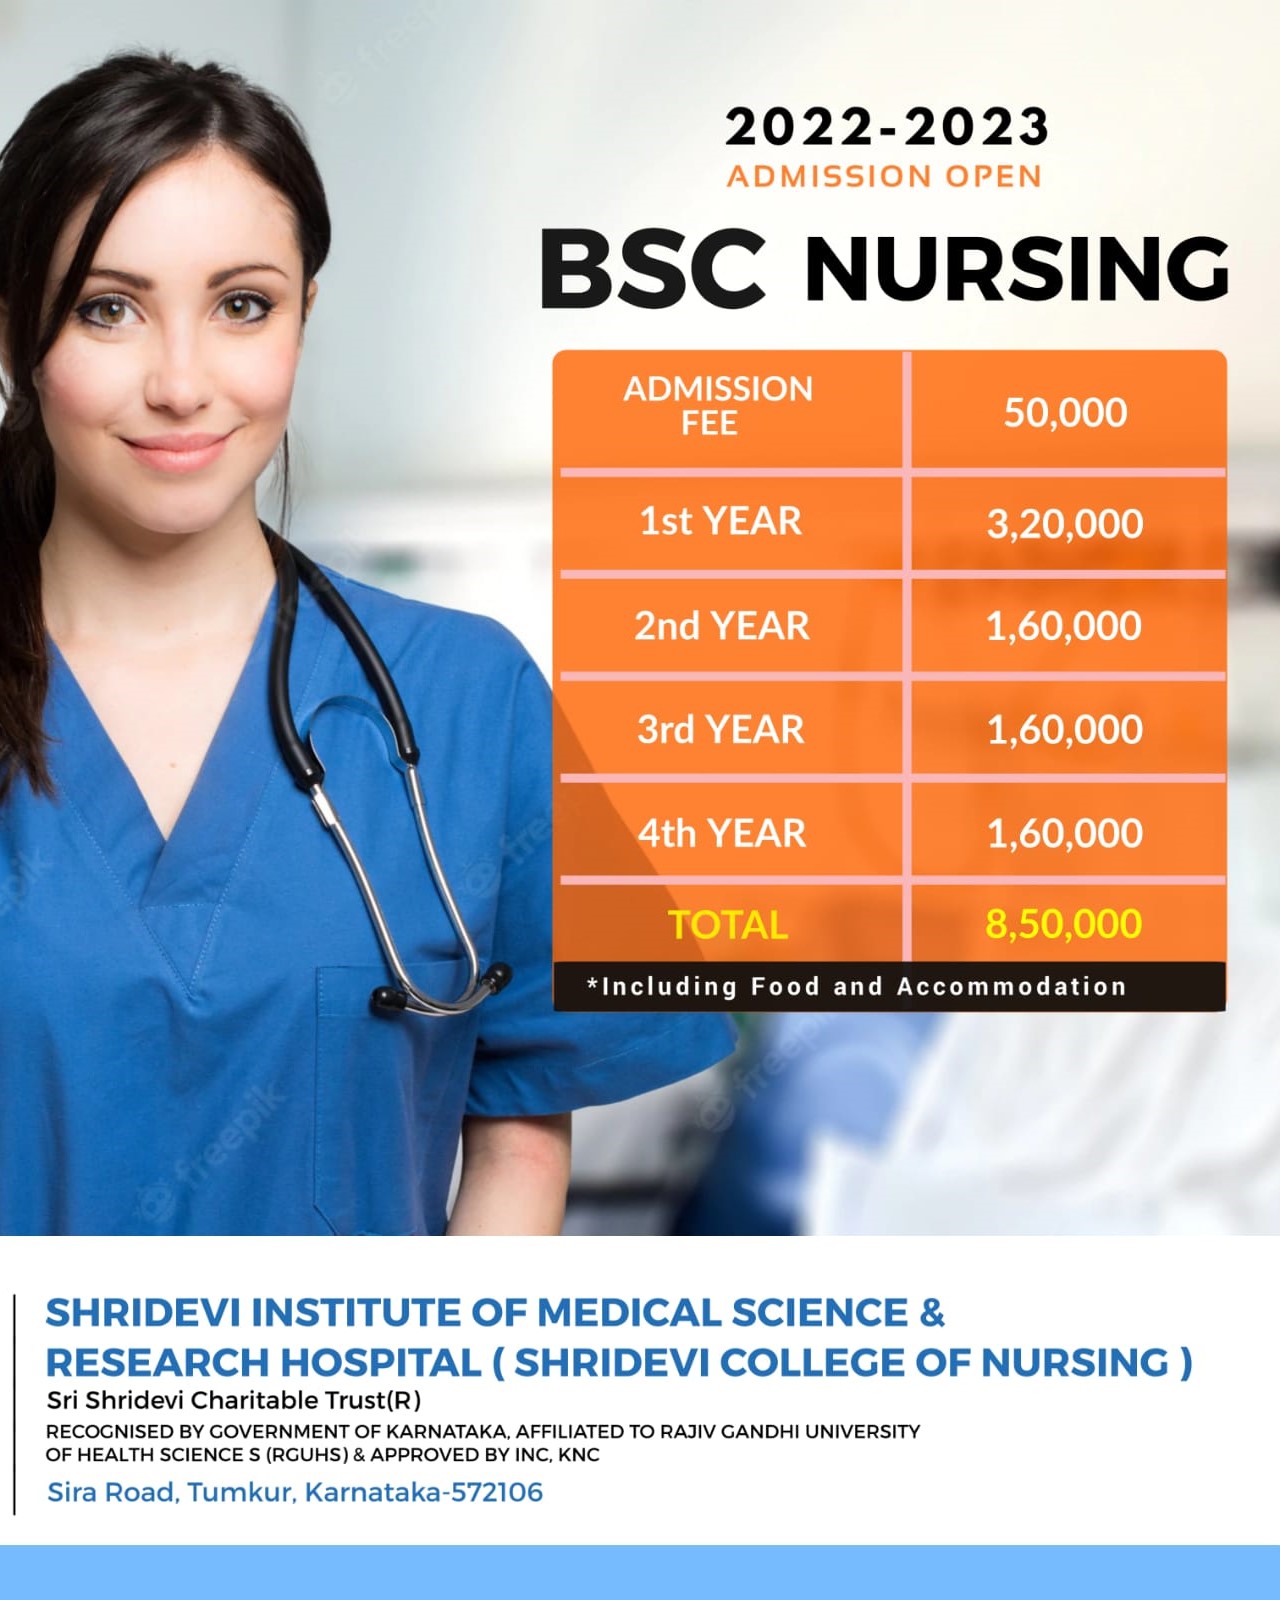 2022-2023
ADMISSION OPEN
BSC NURSING
ADMISSION
FEE
50,000
1st YEAR 3,20,000
2nd YEAR 1,60,000
3rd YEAR 1,60,000
4th YEAR 1,60,000
TOTAL 8,50,000
*Including Food and Accommodation
freepik
SHRIDEVI INSTITUTE OF MEDICAL SCIENCE &
RESEARCH HOSPITAL ( SHRIDEVI COLLEGE OF NURSING )
Sri Shridevi Charitable Trust(R)
RECOGNISED BY GOVERNMENT OF KARNATAKA, AFFILIATED TO RAJIV GANDHI UNIVERSITY
OF HEALTH SCIENCE S (RGUHS) & APPROVED BY INC, KNC
Sira Road, Tumkur, Karnataka-572106